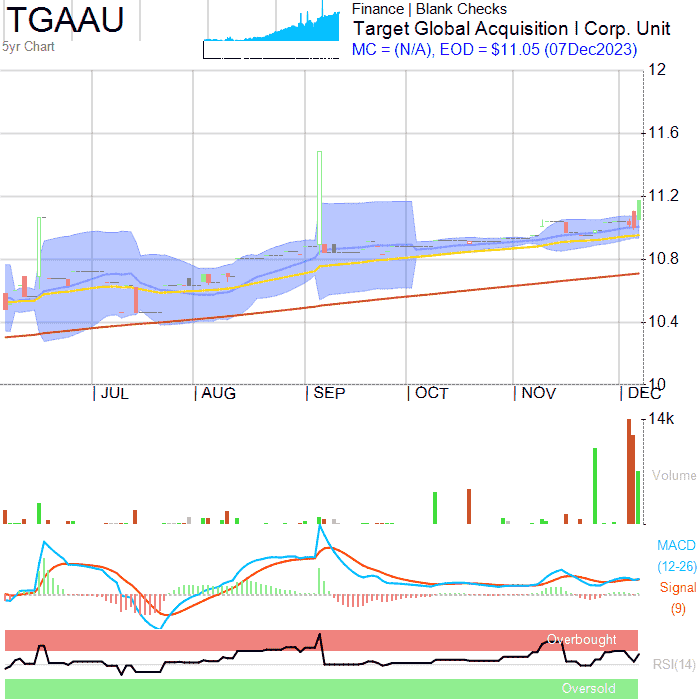 TGAAU
5yr Chart
Finance | Blank Checks
Target Global Acquisition I Corp. Unit
MC = (N/A), EOD = $11.05 (07Dec2023)
12
11.6
11.2
10.8
10.4
10
JUL AUG SEP OCT NOV DEC
14k
Volume
MACD
(12-26)
Signal
(9)
Overbought
RSI(14)
Oversold